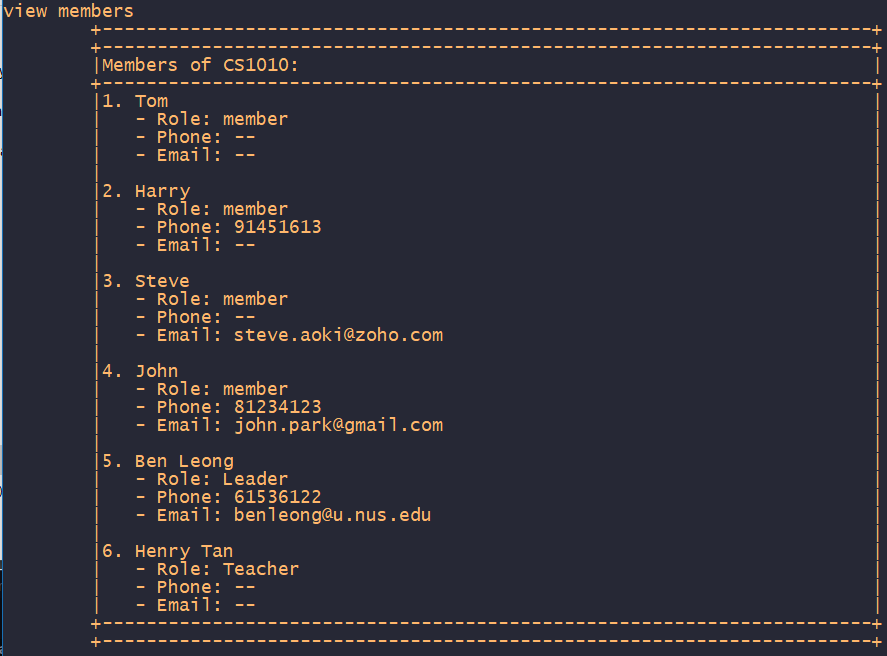 view members
+----------------------------------------------------------------------+
+----------------------------------------------------------------------+
|Members of CS1010: |
+----------------------------------------------------------------------+
|1. Tom |
| - Role: member |
| - Phone: -- |
| - Email: -- |
| |
|2. Harry |
| - Role: member |
| - Phone: 91451613 |
| - Email: -- |
| |
|3. Steve |
| - Role: member |
| - Phone: -- |
| - Email: steve.aoki@zoho.com |
| |
|4. John |
| - Role: member |
| - Phone: 81234123 |
| - Email: john.park@gmail.com |
| |
|5. Ben Leong |
| - Role: Leader |
| - Phone: 61536122 |
| - Email: benleong@u.nus.edu |
| |
|6. Henry Tan |
| - Role: Teacher |
| - Phone: -- |
| - Email: -- |
+----------------------------------------------------------------------+
+----------------------------------------------------------------------+